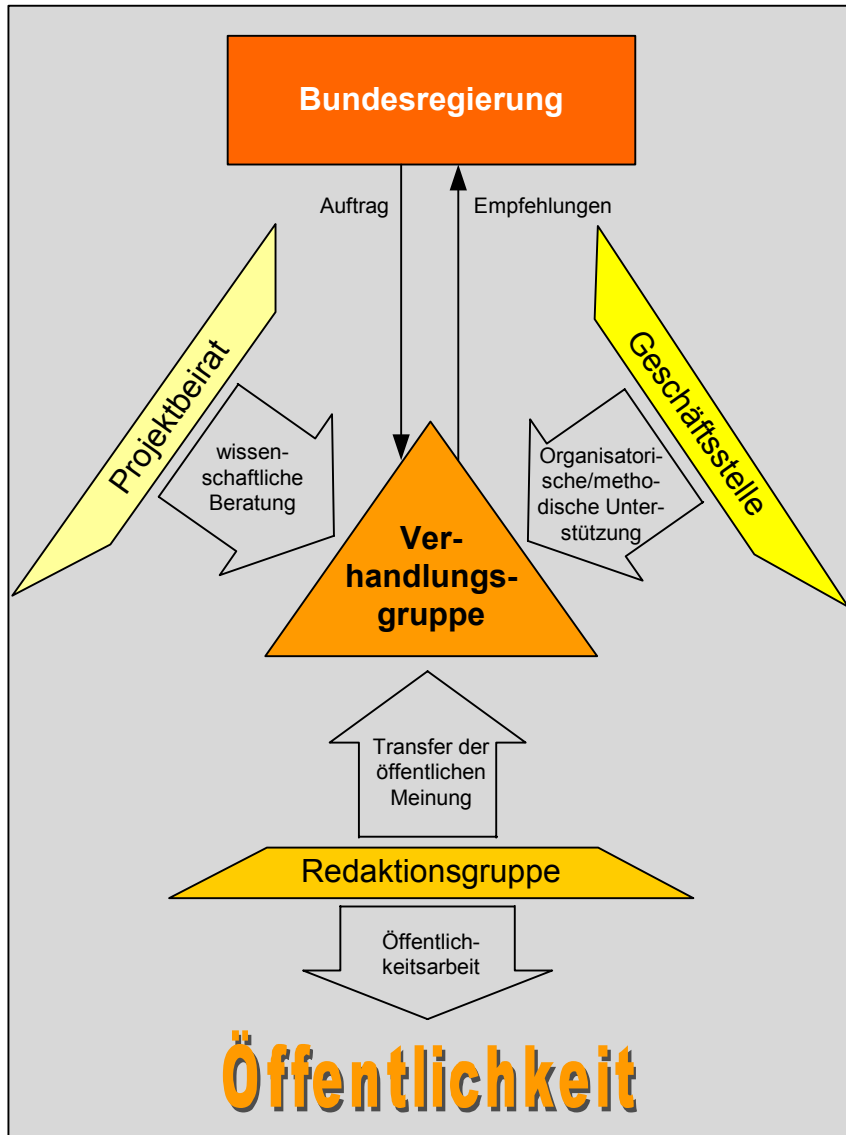 Bundesregierung
Auftrag
Empfehlungen
Projektbeirat
Geschäftsstelle
wissen-
schaftliche
Beratung
Organisatori-
sche/metho-
dische Unter-
stützung
Ver-
handlungs-
gruppe
Transfer der
öffentlichen
Meinung
Redaktionsgruppe
Öffentlich-
keitsarbeit
Öffentlichkeit